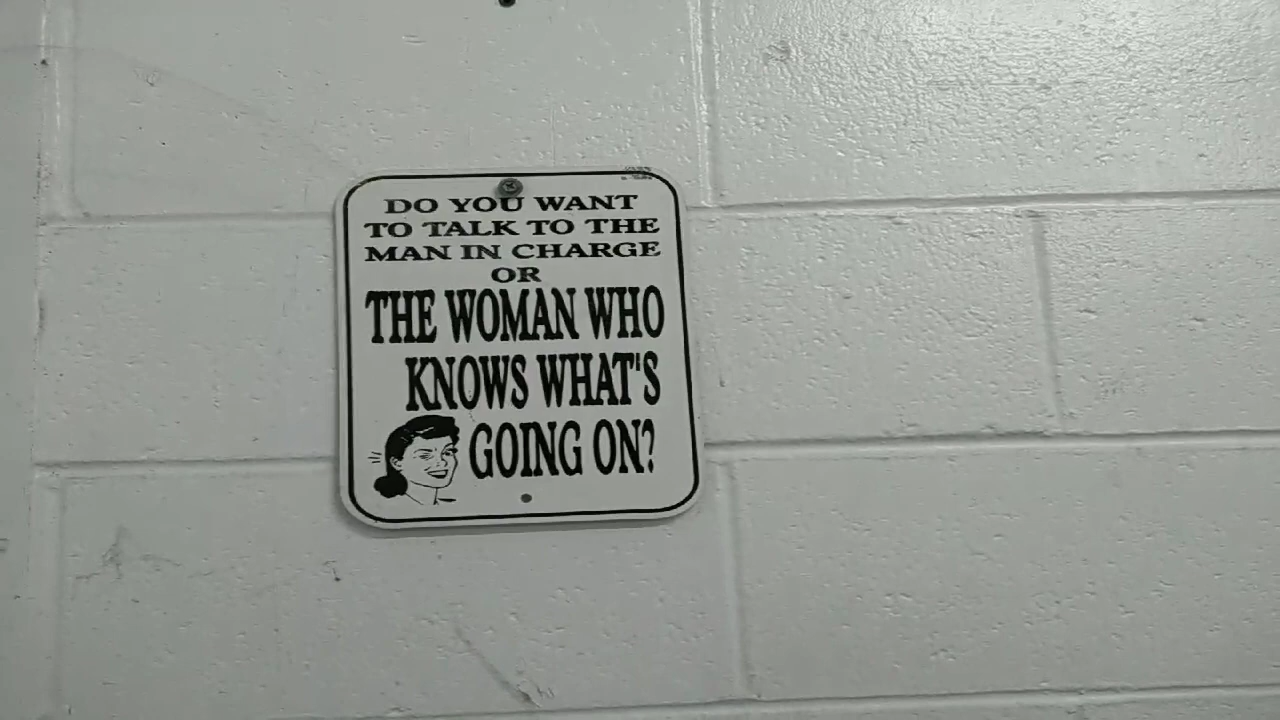 DO YOU WANT
TO TALK TO THE
MAN IN CHARGE
OR
THE WOMAN WHO
KNOWS WHAT'S
GOING ON?